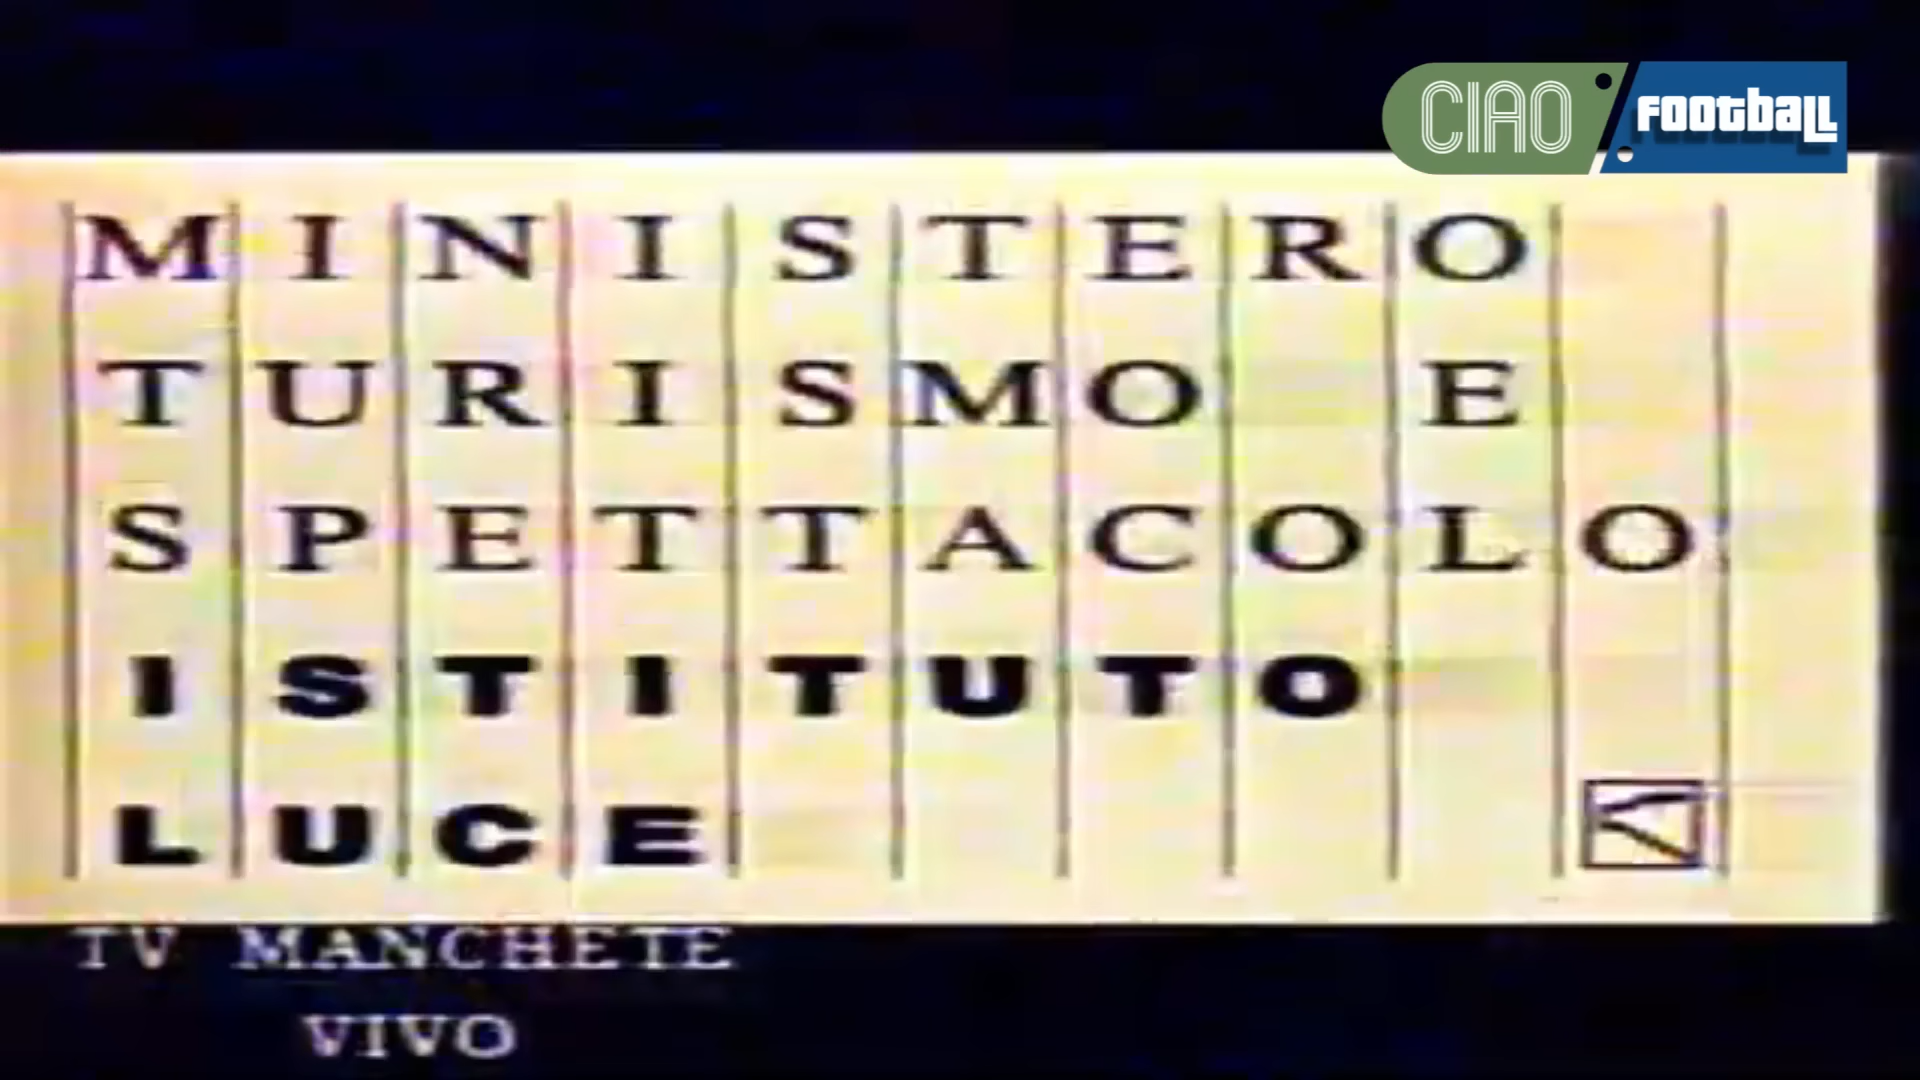 CIAO FOOTBALL
MINISTERO
TURISMO E
SPETTACOLO
ISTITUTO
LUCE
TV MANCHETE
VIVO